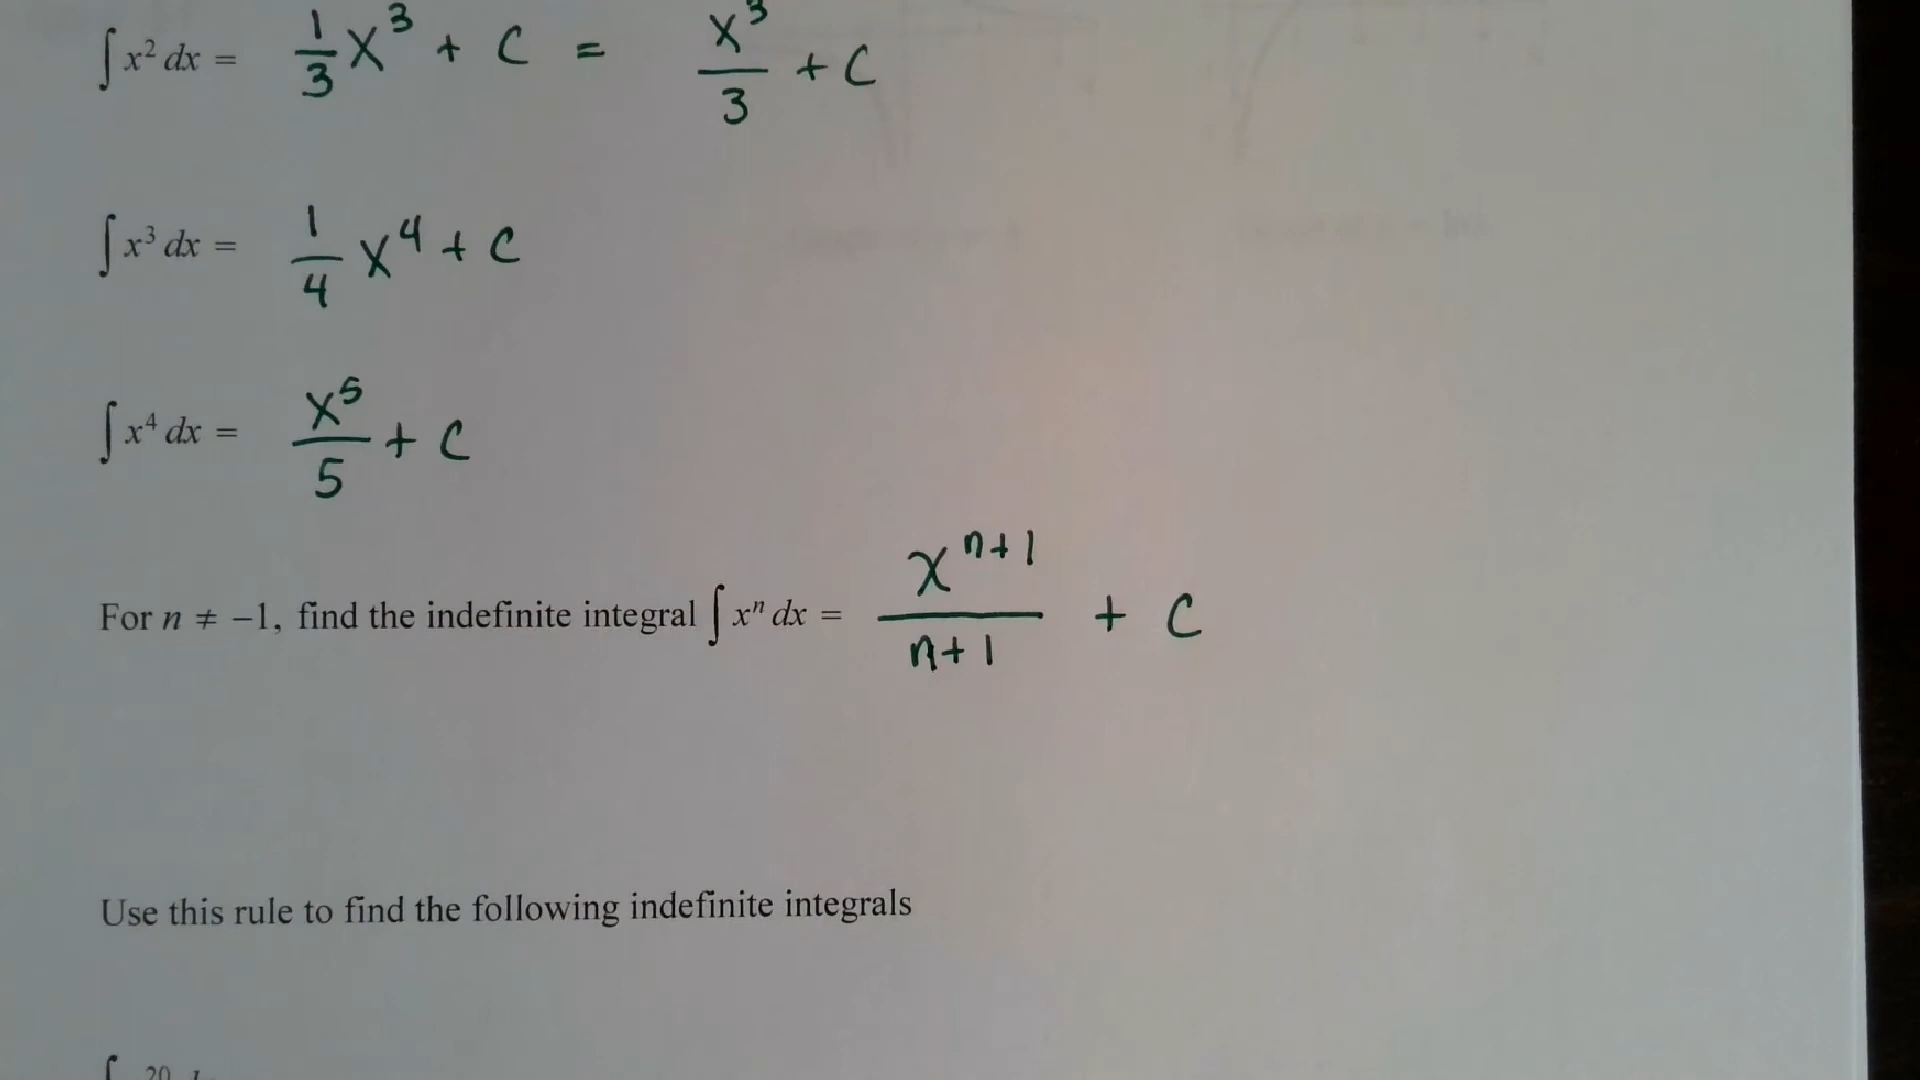 ∫ x² dx = 1/3 x³ + C = x³/3 + C
∫ x³ dx = 1/4 x⁴ + C
∫ x⁴ dx = x⁵/5 + C
For n ≠ −1, find the indefinite integral ∫ xⁿ dx = x^(n+1)/(n+1) + C
Use this rule to find the following indefinite integrals